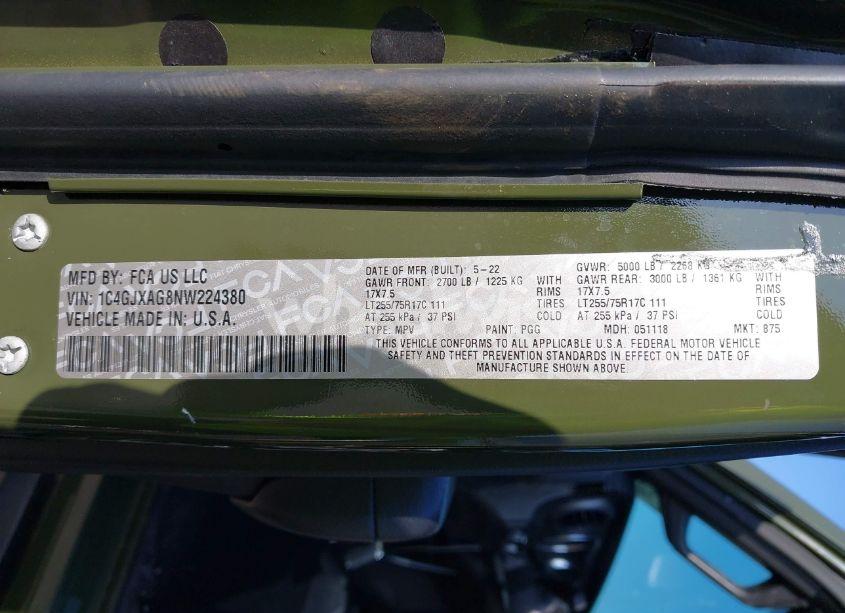 MFD BY: FCA US LLC
VIN: 1C4GJXAG8NW224380
VEHICLE MADE IN: U.S.A.
DATE OF MFR (BUILT): 5-22 GVWR: 5000 LB / 2268 KG
GAWR FRONT: 2700 LB / 1225 KG WITH GAWR REAR: 3000 LB / 1361 KG WITH
17X7.5 RIMS 17X7.5 RIMS
LT255/75R17C 111 TIRES LT255/75R17C 111 TIRES
AT 255 kPa / 37 PSI COLD AT 255 kPa / 37 PSI COLD
TYPE: MPV PAINT: PGG MDH: 051118 MKT: 875
THIS VEHICLE CONFORMS TO ALL APPLICABLE U.S.A. FEDERAL MOTOR VEHICLE
SAFETY AND THEFT PREVENTION STANDARDS IN EFFECT ON THE DATE OF
MANUFACTURE SHOWN ABOVE.